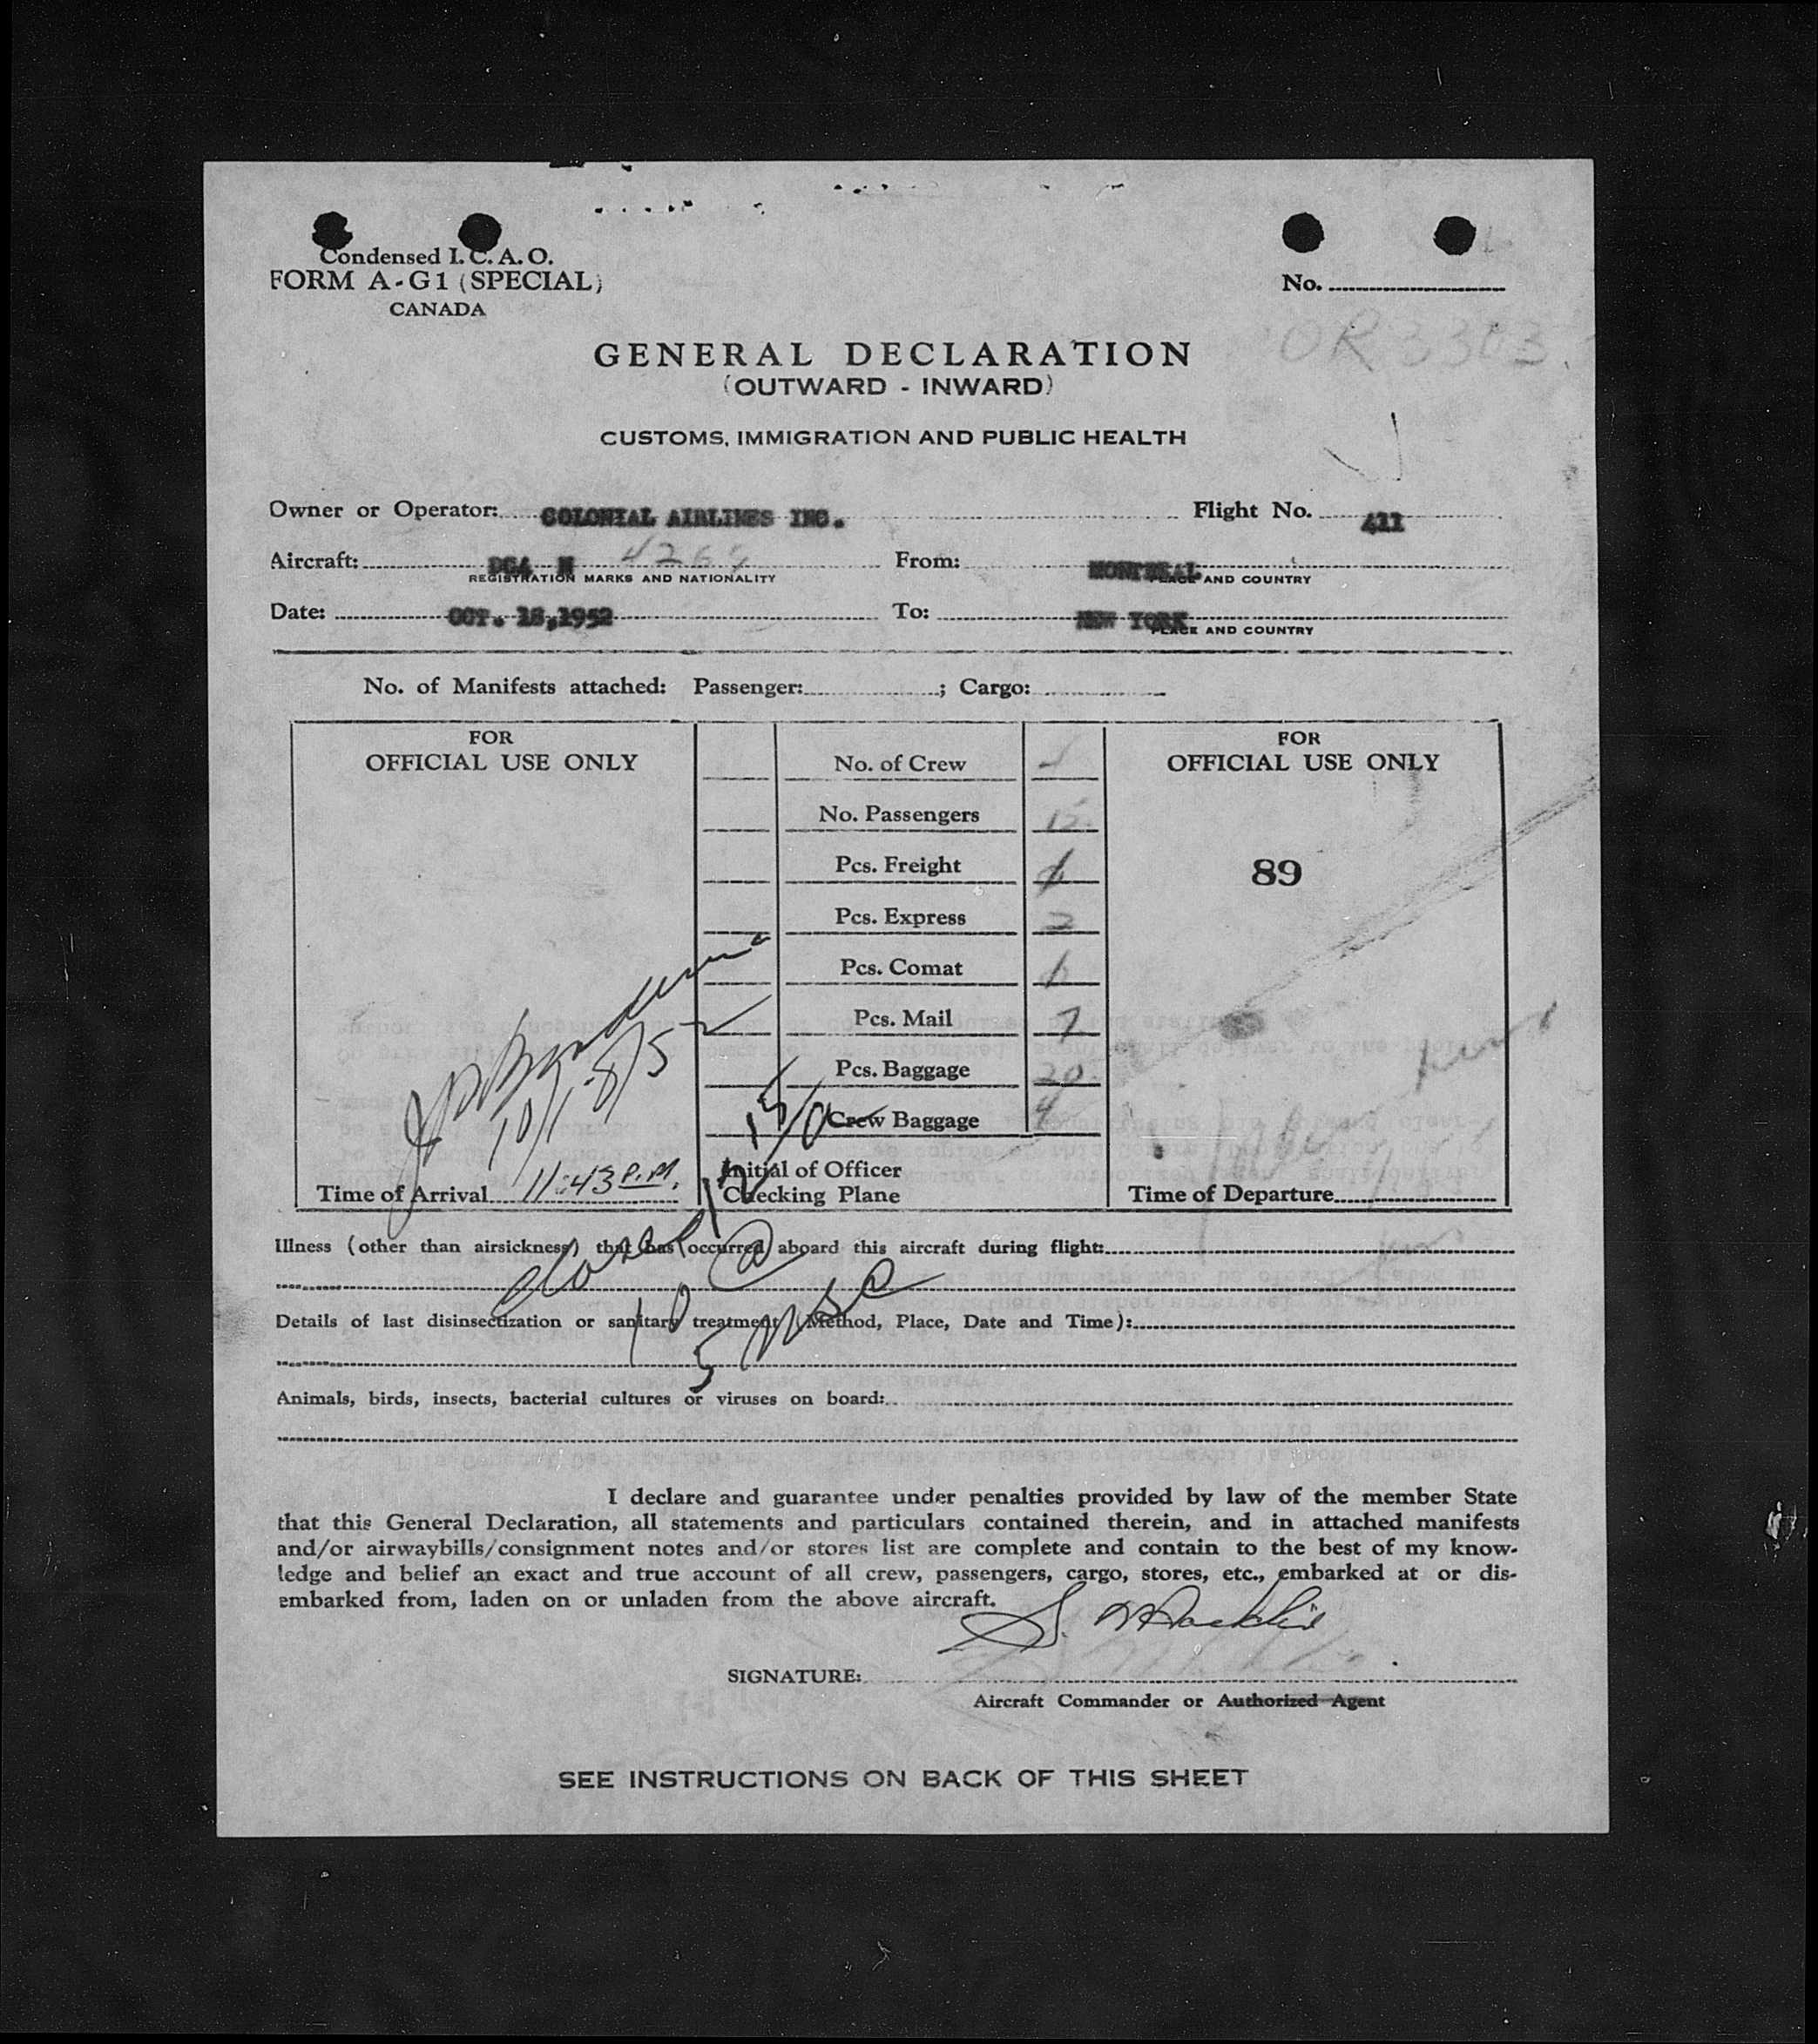 Condensed I. C. A. O.
FORM A-G1 (SPECIAL)
CANADA
No.
OR 3303
GENERAL DECLARATION
(OUTWARD - INWARD)
CUSTOMS, IMMIGRATION AND PUBLIC HEALTH
Owner or Operator: COLONIAL AIRLINES INC. Flight No. 411
Aircraft: DC4 N From: MONTREAL
REGISTRATION MARKS AND NATIONALITY PLACE AND COUNTRY
Date: OCT. 18,1952 To: NEW YORK
PLACE AND COUNTRY
No. of Manifests attached: Passenger: ; Cargo:
FOR
OFFICIAL USE ONLY
No. of Crew
No. Passengers 15
Pcs. Freight
Pcs. Express 2
Pcs. Comat
Pcs. Mail 7
Pcs. Baggage 20
Crew Baggage 4
FOR
OFFICIAL USE ONLY
89
10/18/52
Time of Arrival 11:43 P.M.
Initial of Officer
Checking Plane
Time of Departure
Illness (other than airsickness) that has occurred aboard this aircraft during flight:
Details of last disinsectization or sanitary treatment (Method, Place, Date and Time):
5
Animals, birds, insects, bacterial cultures or viruses on board:
I declare and guarantee under penalties provided by law of the member State
that this General Declaration, all statements and particulars contained therein, and in attached manifests
and/or airwaybills/consignment notes and/or stores list are complete and contain to the best of my know-
ledge and belief an exact and true account of all crew, passengers, cargo, stores, etc., embarked at or dis-
embarked from, laden on or unladen from the above aircraft.
SIGNATURE:
Aircraft Commander or Authorized Agent
SEE INSTRUCTIONS ON BACK OF THIS SHEET